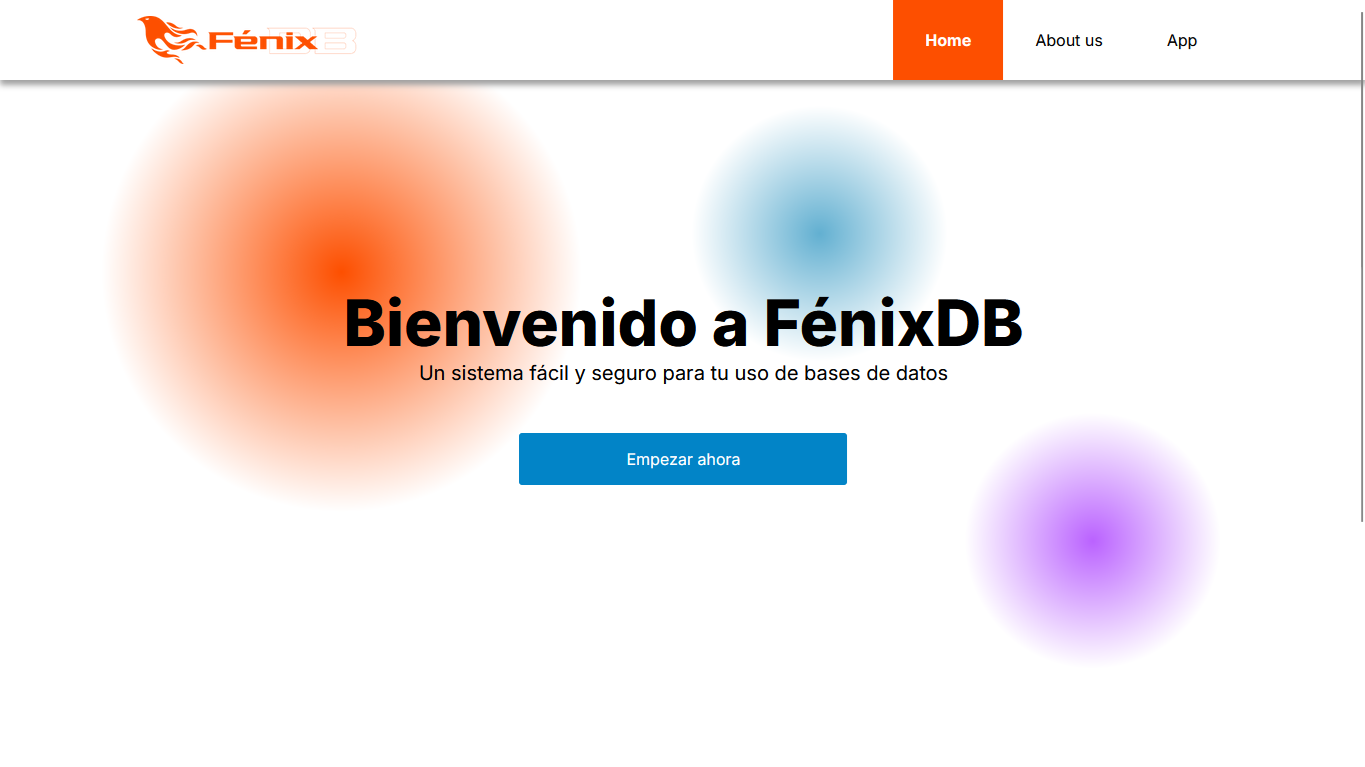 FénixDB
Home
About us
App
Bienvenido a FénixDB
Un sistema fácil y seguro para tu uso de bases de datos
Empezar ahora